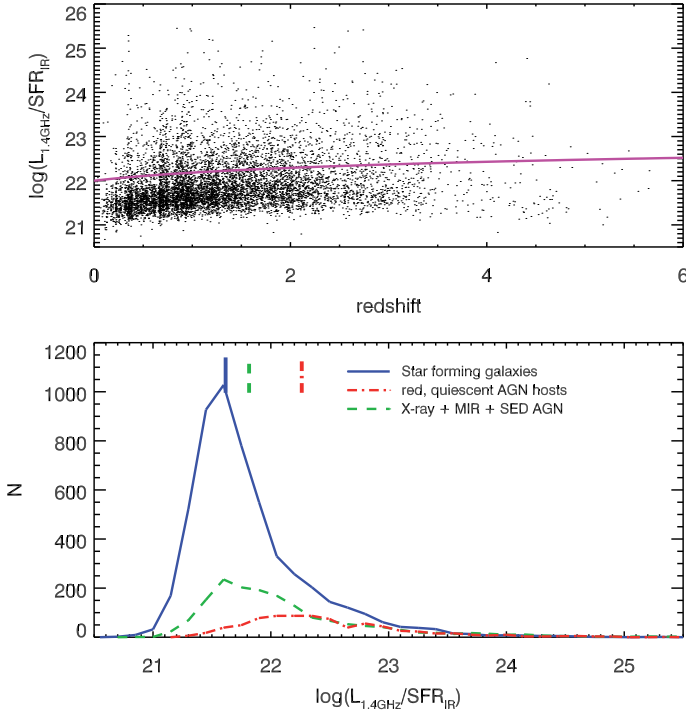 26
25
24
23
22
21
log(L1.4GHz/SFRIR)
0 2 4 6
redshift
1200
1000
800
600
400
200
0
N
Star forming galaxies
red, quiescent AGN hosts
X-ray + MIR + SED AGN
21 22 23 24 25
log(L1.4GHz/SFRIR)